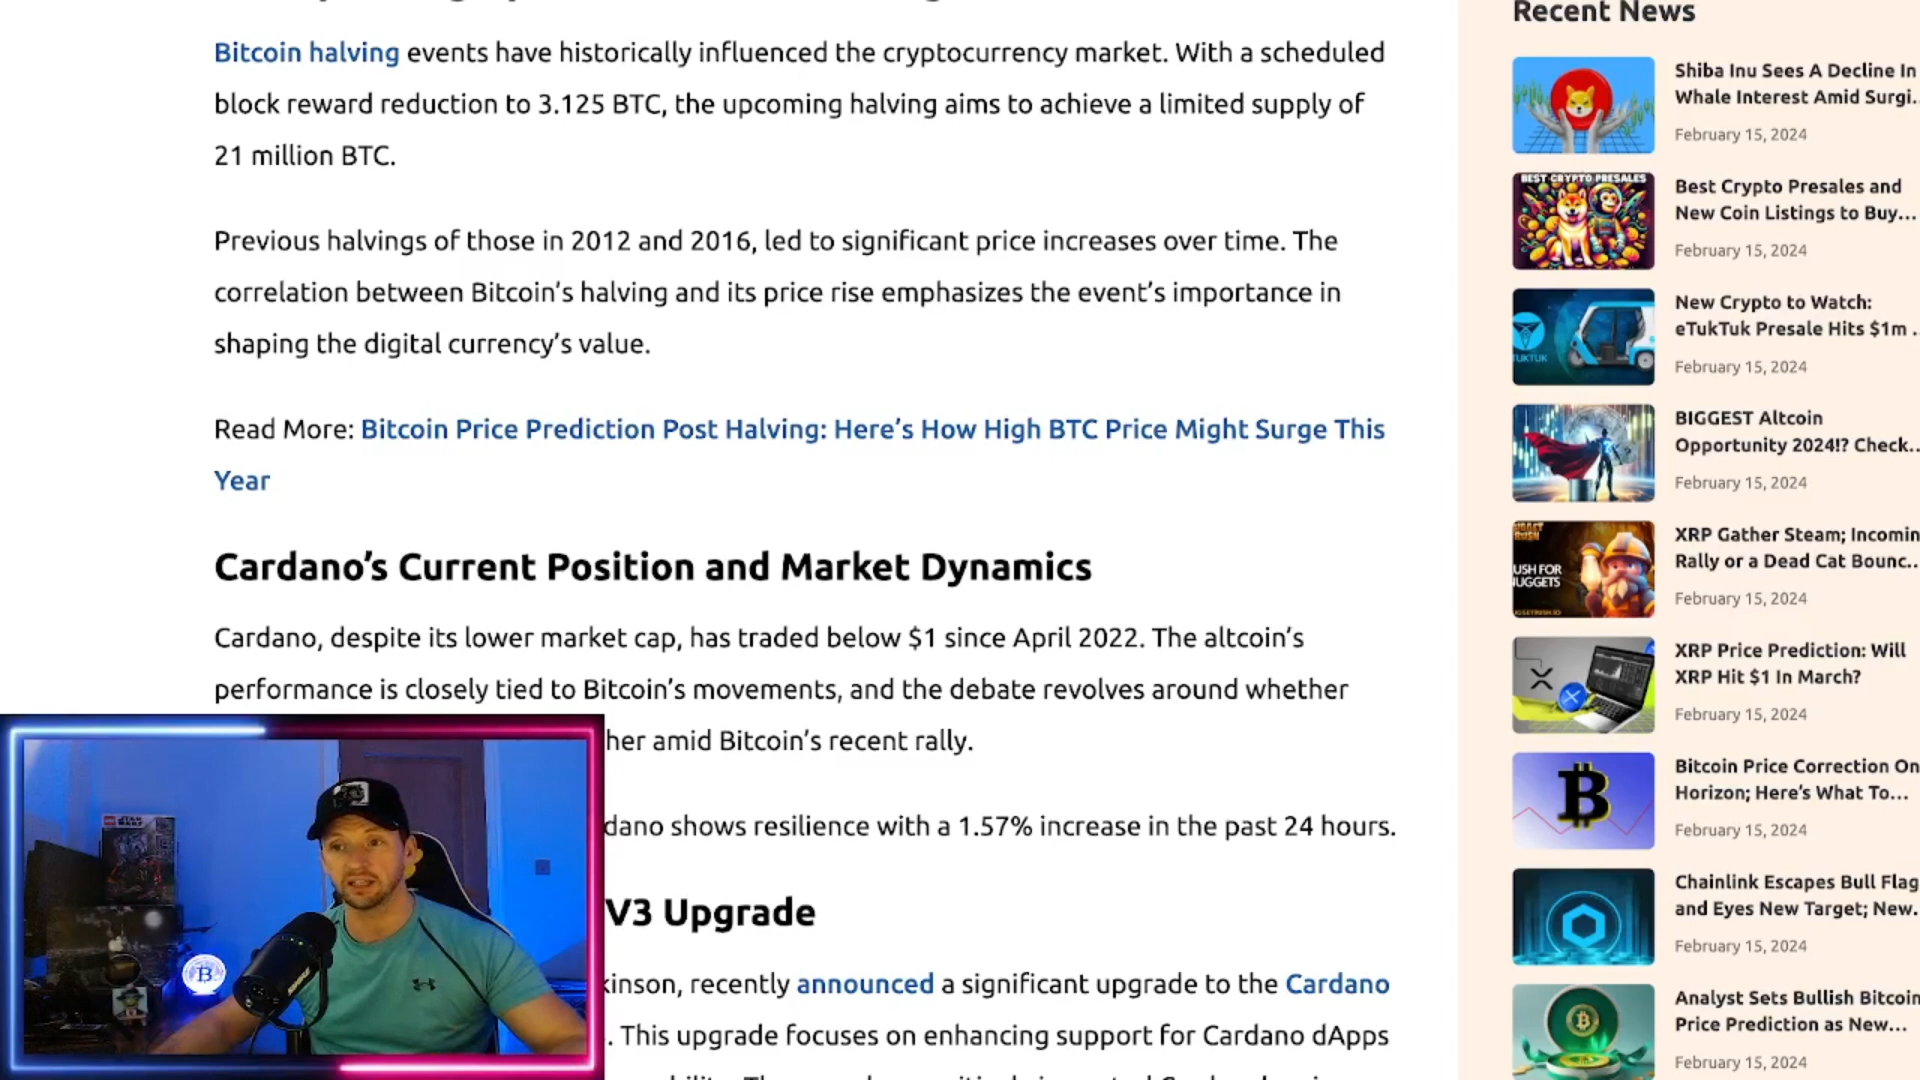 Bitcoin halving events have historically influenced the cryptocurrency market. With a scheduled
block reward reduction to 3.125 BTC, the upcoming halving aims to achieve a limited supply of
21 million BTC.
Previous halvings of those in 2012 and 2016, led to significant price increases over time. The
correlation between Bitcoin’s halving and its price rise emphasizes the event’s importance in
shaping the digital currency’s value.
Read More: Bitcoin Price Prediction Post Halving: Here’s How High BTC Price Might Surge This
Year
Cardano’s Current Position and Market Dynamics
Cardano, despite its lower market cap, has traded below $1 since April 2022. The altcoin’s
performance is closely tied to Bitcoin’s movements, and the debate revolves around whether
her amid Bitcoin’s recent rally.
dano shows resilience with a 1.57% increase in the past 24 hours.
V3 Upgrade
kinson, recently announced a significant upgrade to the Cardano
. This upgrade focuses on enhancing support for Cardano dApps
Recent News
Shiba Inu Sees A Decline In
Whale Interest Amid Surgi..
February 15, 2024
BEST CRYPTO PRESALES
Best Crypto Presales and
New Coin Listings to Buy...
February 15, 2024
TUKTUK
New Crypto to Watch:
eTukTuk Presale Hits $1m .
February 15, 2024
BIGGEST Altcoin
Opportunity 2024!? Check..
February 15, 2024
USH FOR
NUGGETS
XRP Gather Steam; Incomin
Rally or a Dead Cat Bounc..
February 15, 2024
XRP Price Prediction: Will
XRP Hit $1 In March?
February 15, 2024
Bitcoin Price Correction On
Horizon; Here’s What To...
February 15, 2024
Chainlink Escapes Bull Flag
and Eyes New Target; New.
February 15, 2024
Analyst Sets Bullish Bitcoin
Price Prediction as New...
February 15, 2024
STAR
WARS
SHURE